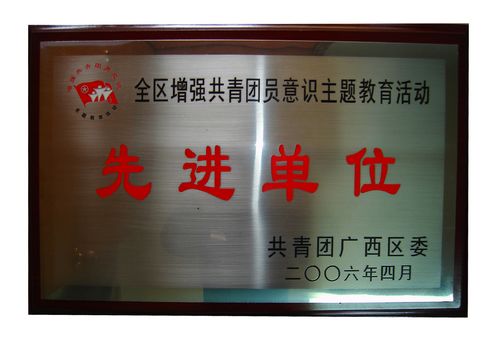 全区增强共青团员意识主题教育活动
先进单位
共青团广西区委
二〇〇六年四月